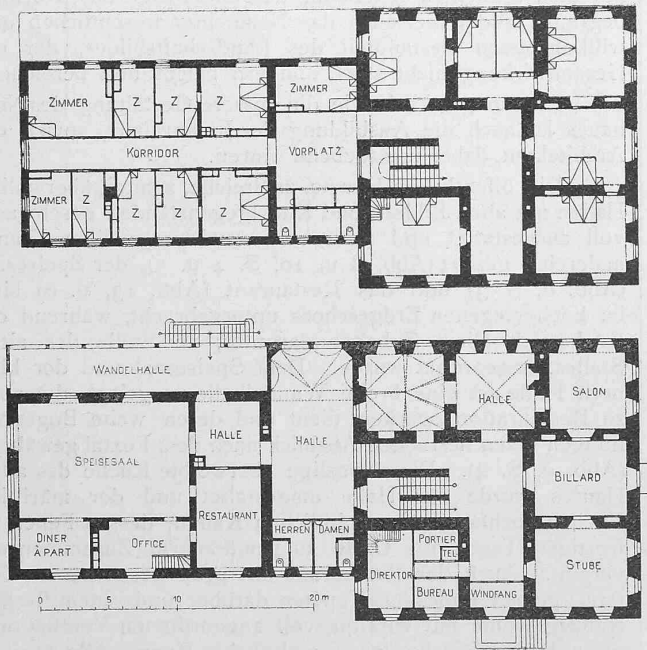 ZIMMER Z Z Z ZIMMER
KORRIDOR
VORPLATZ
ZIMMER Z Z Z
WANDELHALLE
HALLE
HALLE
HALLE
SALON
SPEISESAAL
BILLARD
RESTAURANT
DINER À PART
OFFICE
HERREN
DAMEN
PORTIER
TEL.
DIREKTOR
BUREAU
WINDFANG
STUBE
0 5 10 20 m